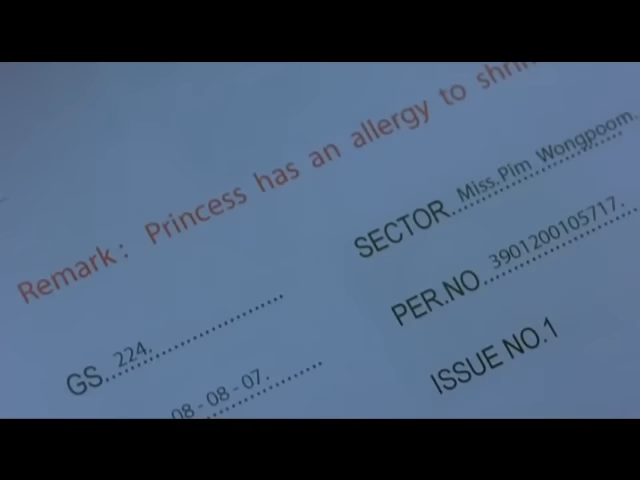 Remark : Princess has an allergy to
SECTOR Miss.Pim Wongpoom.
PER.NO 3901200105717.
GS 224.
ISSUE NO.1
08 - 08 - 07.